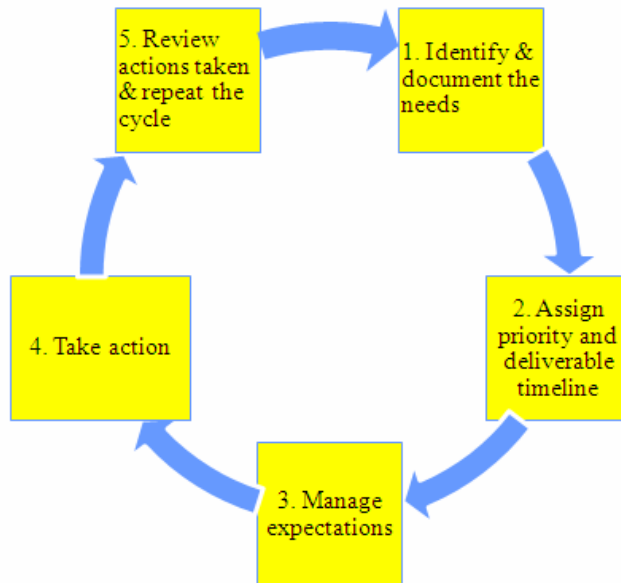 1. Identify &
document the
needs
2. Assign
priority and
deliverable
timeline
3. Manage
expectations
4. Take action
5. Review
actions taken
& repeat the
cycle